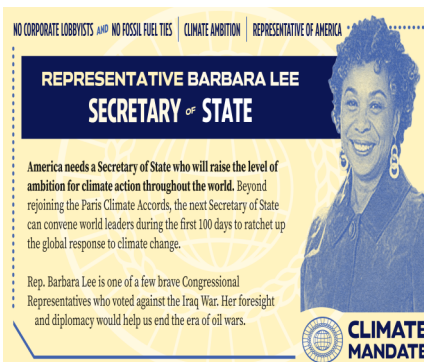 NO CORPORATE LOBBYISTS AND NO FOSSIL FUEL TIES | CLIMATE AMBITION | REPRESENTATIVE OF AMERICA
REPRESENTATIVE BARBARA LEE
SECRETARY OF STATE
America needs a Secretary of State who will raise the level of
ambition for climate action throughout the world. Beyond
rejoining the Paris Climate Accords, the next Secretary of State
can convene world leaders during the first 100 days to ratchet up
the global response to climate change.
Rep. Barbara Lee is one of a few brave Congressional
Representatives who voted against the Iraq War. Her foresight
and diplomacy would help us end the era of oil wars.
CLIMATE
MANDATE